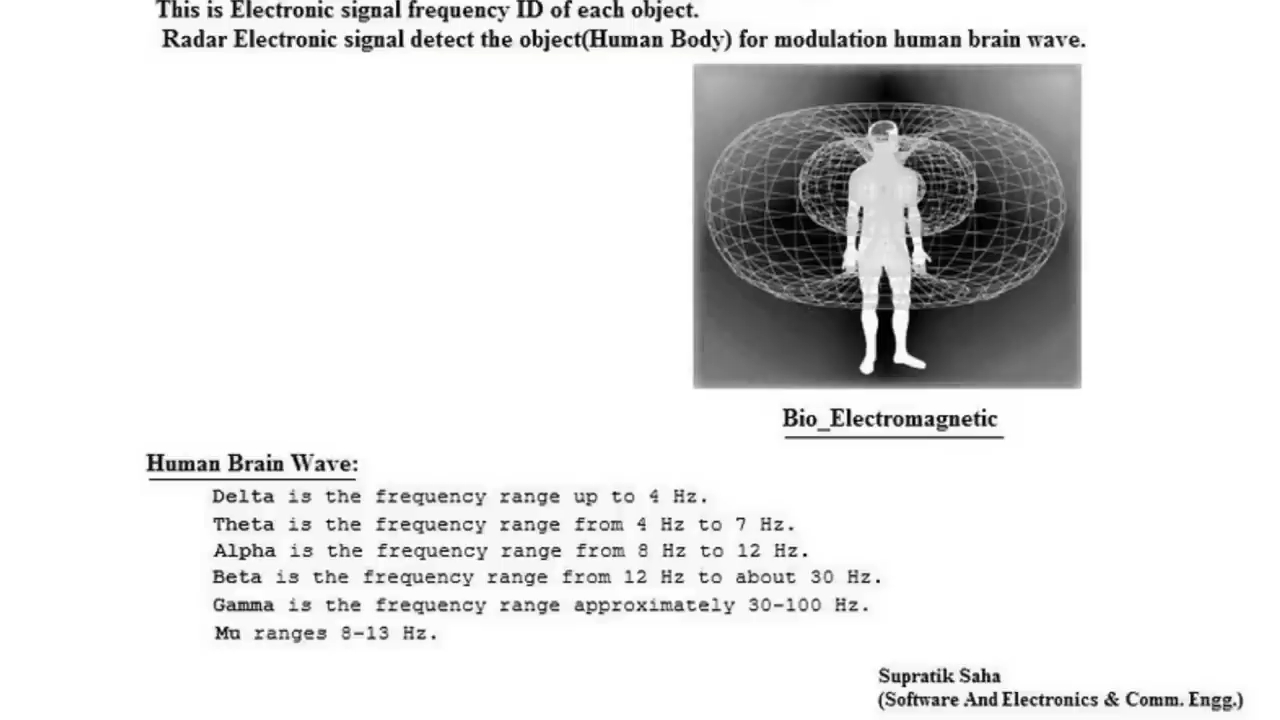 This is Electronic signal frequency ID of each object.
Radar Electronic signal detect the object(Human Body) for modulation human brain wave.
Bio_Electromagnetic
Human Brain Wave:
Delta is the frequency range up to 4 Hz.
Theta is the frequency range from 4 Hz to 7 Hz.
Alpha is the frequency range from 8 Hz to 12 Hz.
Beta is the frequency range from 12 Hz to about 30 Hz.
Gamma is the frequency range approximately 30-100 Hz.
Mu ranges 8-13 Hz.
Supratik Saha
(Software And Electronics & Comm. Engg.)